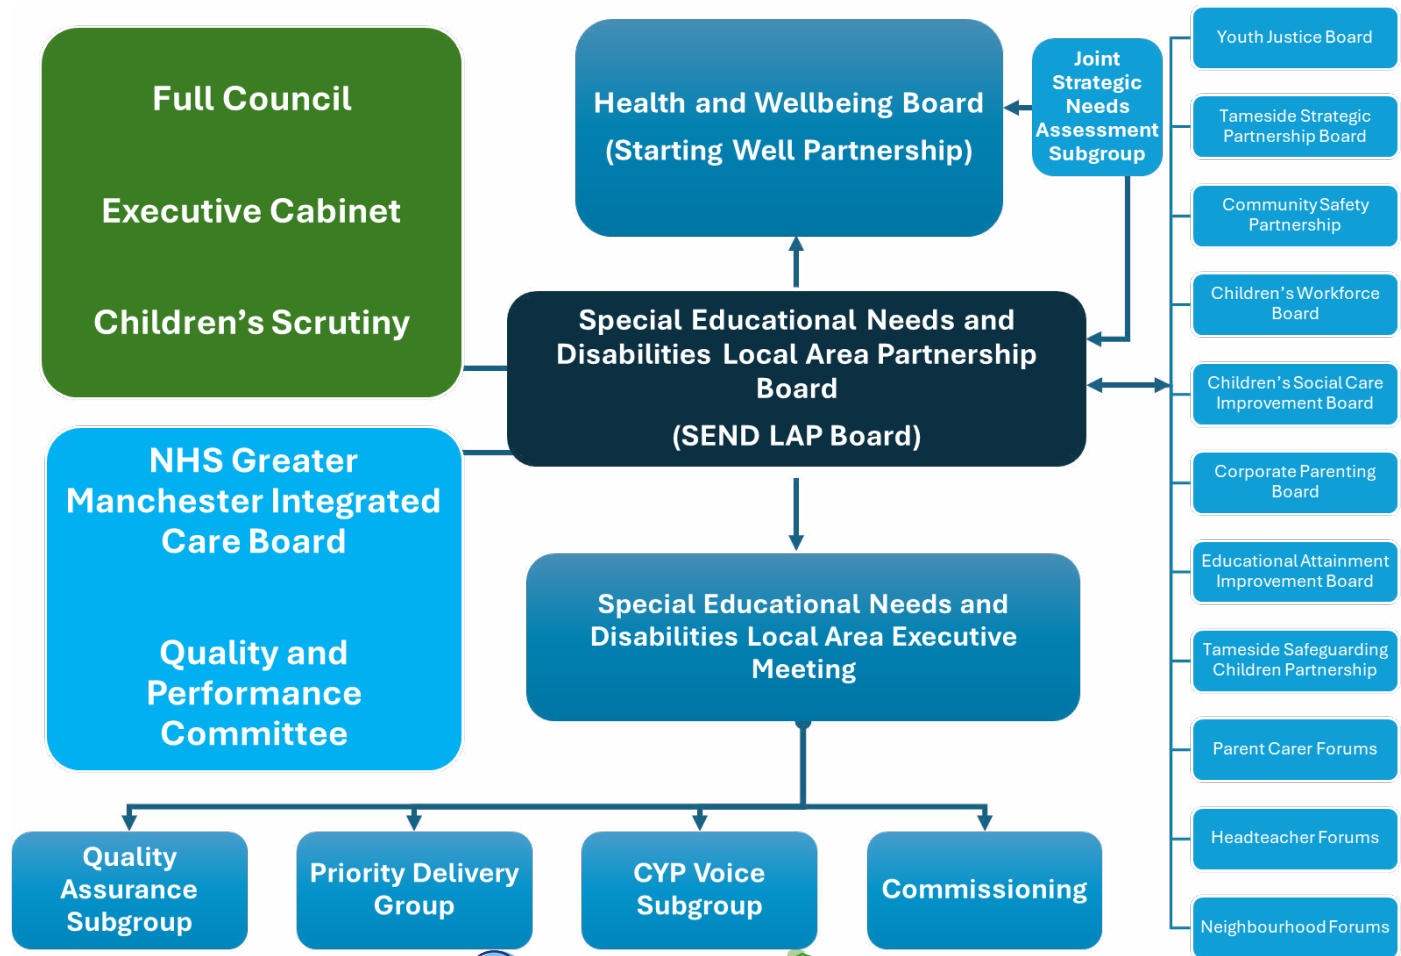 Full Council
Executive Cabinet
Children's Scrutiny
NHS Greater
Manchester Integrated
Care Board
Quality and
Performance
Committee
Health and Wellbeing Board
(Starting Well Partnership)
Joint
Strategic
Needs
Assessment
Subgroup
Special Educational Needs and
Disabilities Local Area Partnership
Board
(SEND LAP Board)
Special Educational Needs and
Disabilities Local Area Executive
Meeting
Quality
Assurance
Subgroup
Priority Delivery
Group
CYP Voice
Subgroup
Commissioning
Youth Justice Board
Tameside Strategic
Partnership Board
Community Safety
Partnership
Children's Workforce
Board
Children's Social Care
Improvement Board
Corporate Parenting
Board
Educational Attainment
Improvement Board
Tameside Safeguarding
Children Partnership
Parent Carer Forums
Headteacher Forums
Neighbourhood Forums